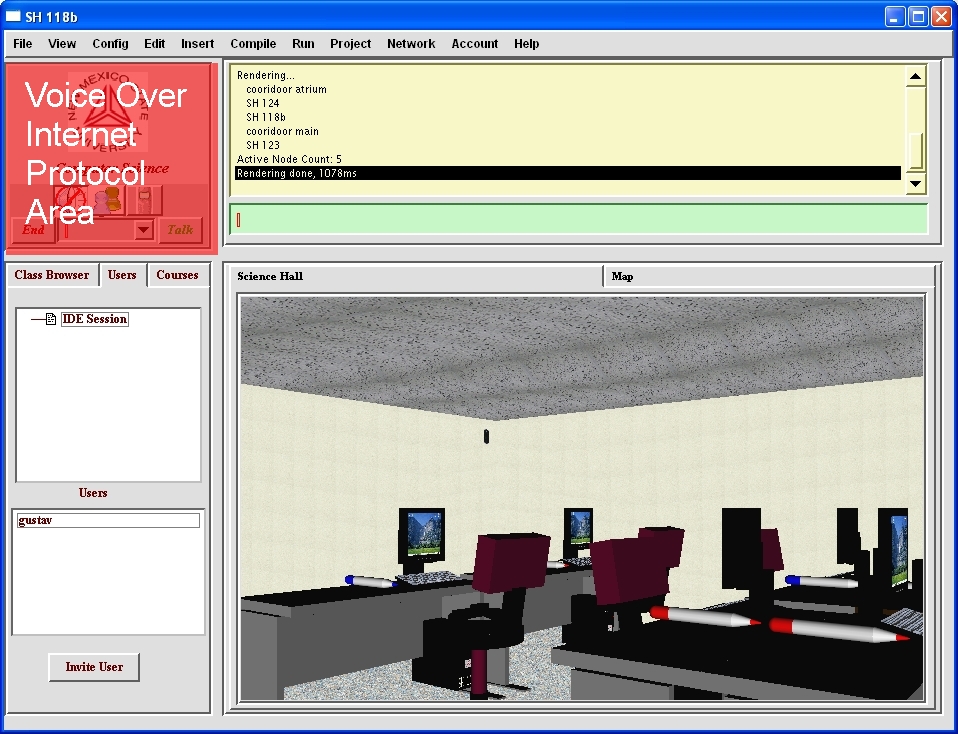 SH 118b
File View Config Edit Insert Compile Run Project Network Account Help
NEW MEXICO STATE UNIVERSITY
Computer Science
Voice Over
Internet
Protocol
Area
End Talk
Rendering...
cooridor atrium
SH 124
SH 118b
cooridor main
SH 123
Active Node Count: 5
Rendering done, 1078ms
Class Browser Users Courses
IDE Session
Users
gustav
Invite User
Science Hall Map